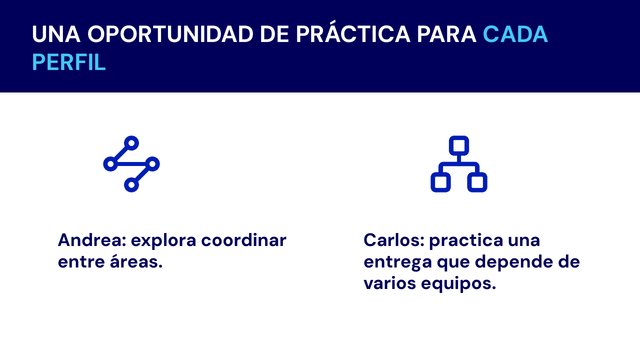 UNA OPORTUNIDAD DE PRÁCTICA PARA CADA
PERFIL
Andrea: explora coordinar
entre áreas.
Carlos: practica una
entrega que depende de
varios equipos.